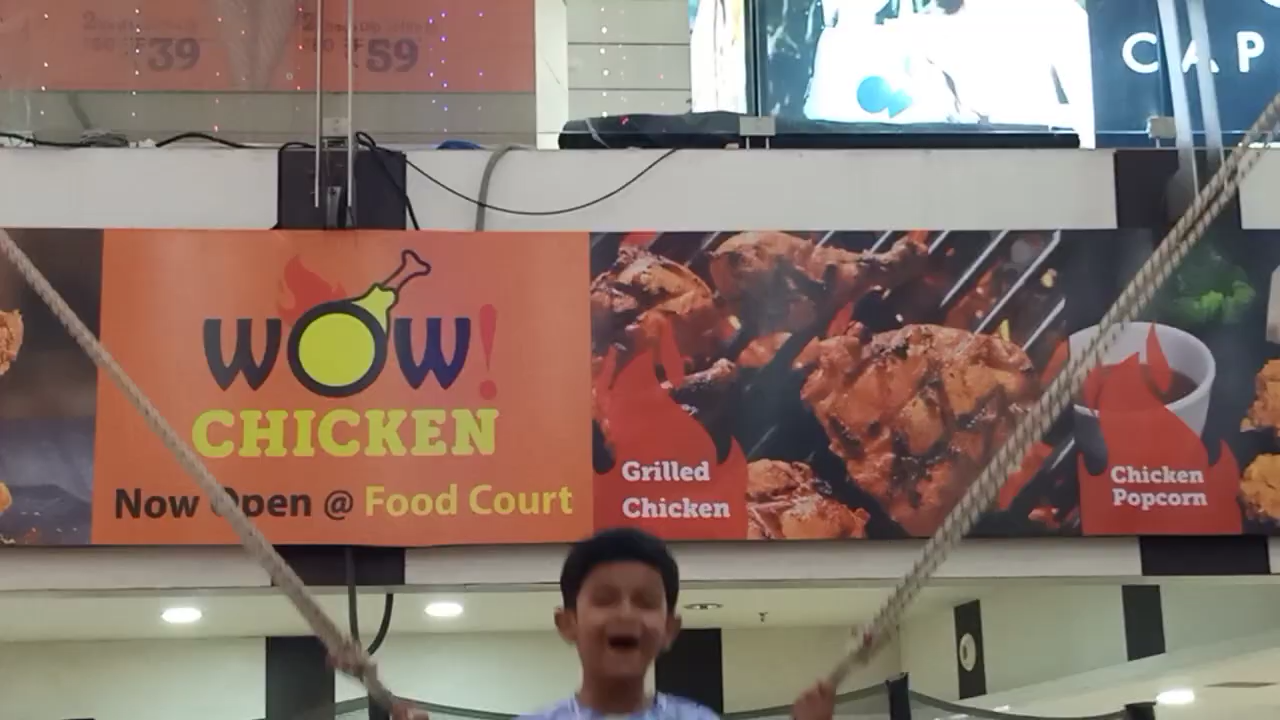 39
59
CAP
WOW!
CHICKEN
Now Open @ Food Court
Grilled
Chicken
Chicken
Popcorn